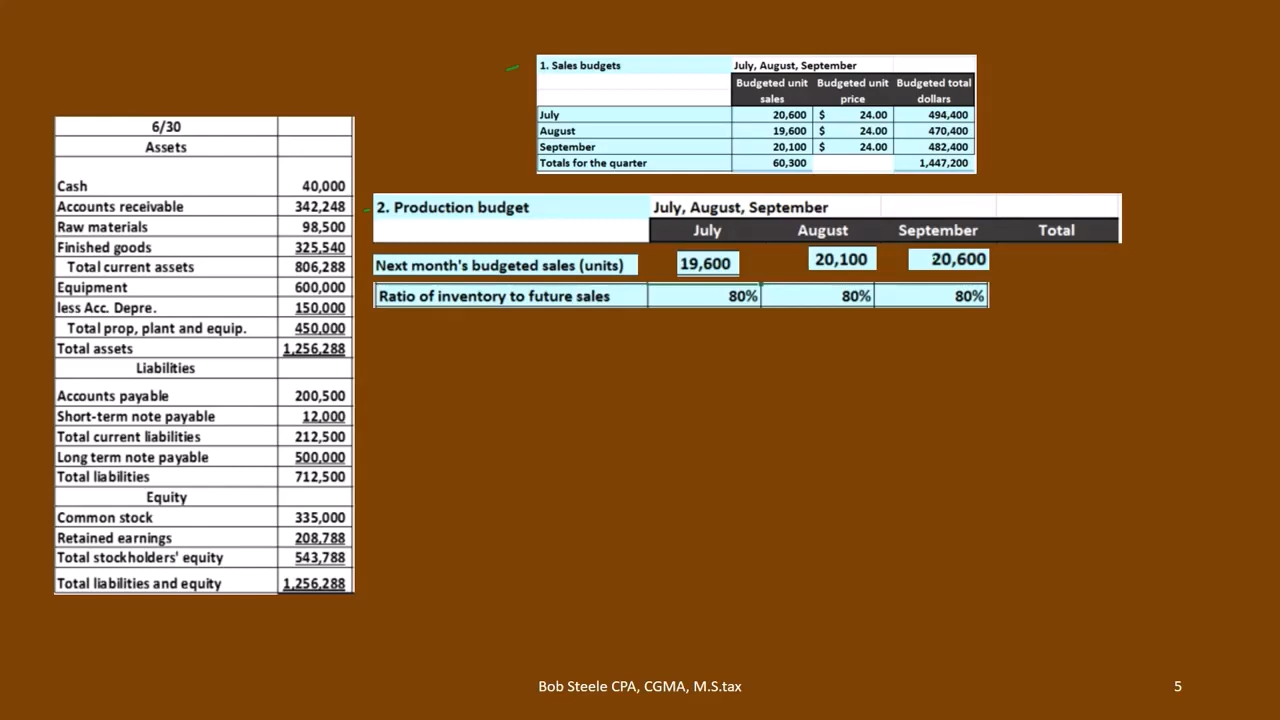 1. Sales budgets July, August, September
Budgeted unit sales Budgeted unit price Budgeted total dollars
July 20,600 $ 24.00 494,400
August 19,600 $ 24.00 470,400
September 20,100 $ 24.00 482,400
Totals for the quarter 60,300 1,447,200
6/30
Assets
Cash 40,000
Accounts receivable 342,248
Raw materials 98,500
Finished goods 325,540
Total current assets 806,288
Equipment 600,000
less Acc. Depre. 150,000
Total prop, plant and equip. 450,000
Total assets 1,256,288
Liabilities
Accounts payable 200,500
Short-term note payable 12,000
Total current liabilities 212,500
Long term note payable 500,000
Total liabilities 712,500
Equity
Common stock 335,000
Retained earnings 208,788
Total stockholders' equity 543,788
Total liabilities and equity 1,256,288
2. Production budget July, August, September
July August September Total
Next month's budgeted sales (units) 19,600 20,100 20,600
Ratio of inventory to future sales 80% 80% 80%
Bob Steele CPA, CGMA, M.S.tax 5